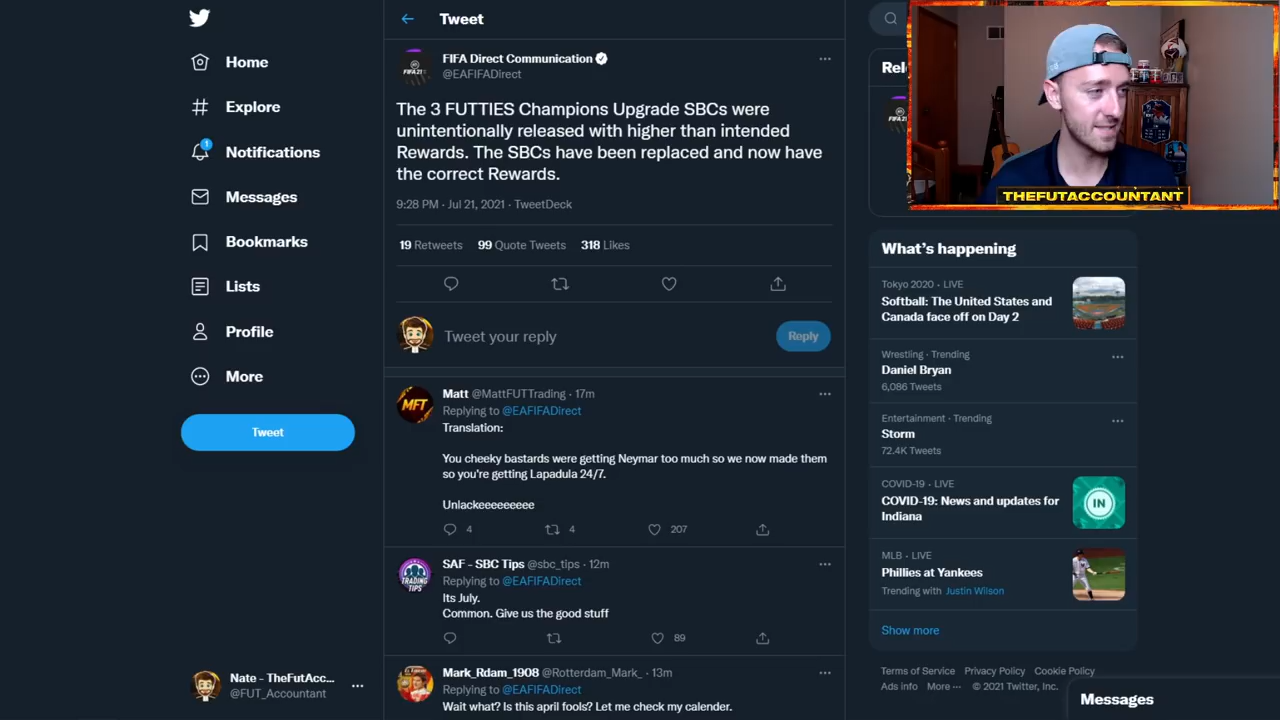 Home
Explore
1
Notifications
Messages
Bookmarks
Lists
Profile
More
Tweet
Nate - TheFutAcc...
@FUT_Accountant
Tweet
FIFA Direct Communication
@EAFIFADirect
The 3 FUTTIES Champions Upgrade SBCs were
unintentionally released with higher than intended
Rewards. The SBCs have been replaced and now have
the correct Rewards.
9:28 PM · Jul 21, 2021 · TweetDeck
19 Retweets 99 Quote Tweets 318 Likes
Tweet your reply
Reply
MFT
Matt @MattFUTTrading · 17m
Replying to @EAFIFADirect
Translation:
You cheeky bastards were getting Neymar too much so we now made them
so you're getting Lapadula 24/7.
Unlackeeeeeeeee
4 4 207
TRADING
TIPS
SAF - SBC Tips @sbc_tips · 12m
Replying to @EAFIFADirect
Its July.
Common. Give us the good stuff
89
Mark_Rdam_1908 @Rotterdam_Mark_ · 13m
Replying to @EAFIFADirect
Wait what? Is this april fools? Let me check my calender.
Rel
THEFUTACCOUNTANT
What's happening
Tokyo 2020 · LIVE
Softball: The United States and
Canada face off on Day 2
Wrestling · Trending
Daniel Bryan
6,086 Tweets
Entertainment · Trending
Storm
72.4K Tweets
COVID-19 · LIVE
COVID-19: News and updates for
Indiana
IN
MLB · LIVE
Phillies at Yankees
Trending with Justin Wilson
Show more
Terms of Service Privacy Policy Cookie Policy
Ads info More ··· © 2021 Twitter, Inc.
Messages